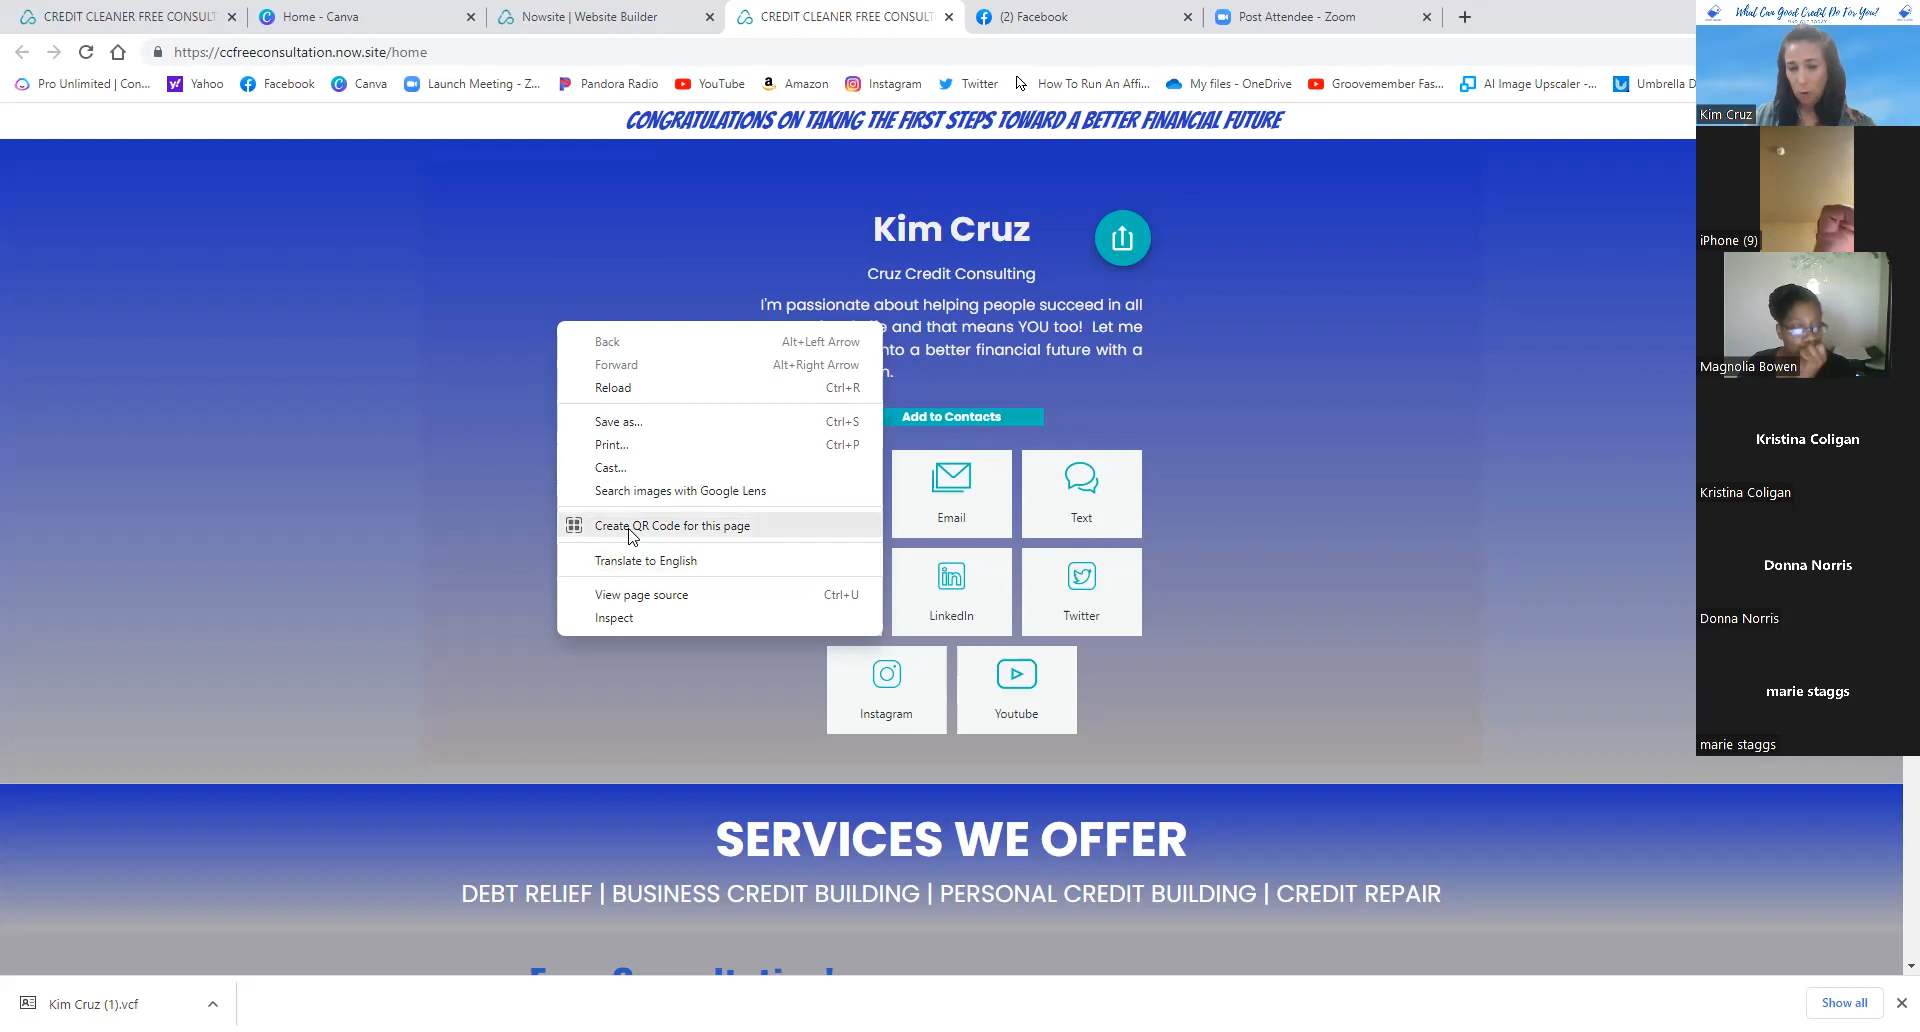 CREDIT CLEANER FREE CONSULT
Home - Canva
Nowsite | Website Builder
CREDIT CLEANER FREE CONSULT
(2) Facebook
Post Attendee - Zoom
https://ccfreeconsultation.now.site/home
Pro Unlimited | Con...
Yahoo
Facebook
Canva
Launch Meeting - Z...
Pandora Radio
YouTube
Amazon
Instagram
Twitter
How To Run An Affi...
My files - OneDrive
Groovemember Fas...
AI Image Upscaler -...
Umbrella D
CONGRATULATIONS ON TAKING THE FIRST STEPS TOWARD A BETTER FINANCIAL FUTURE
Kim Cruz
Cruz Credit Consulting
I'm passionate about helping people succeed in all
and that means YOU too! Let me
nto a better financial future with a
n.
Add to Contacts
Back Alt+Left Arrow
Forward Alt+Right Arrow
Reload Ctrl+R
Save as... Ctrl+S
Print... Ctrl+P
Cast...
Search images with Google Lens
Create QR Code for this page
Translate to English
View page source Ctrl+U
Inspect
Email
Text
LinkedIn
Twitter
Instagram
Youtube
SERVICES WE OFFER
DEBT RELIEF | BUSINESS CREDIT BUILDING | PERSONAL CREDIT BUILDING | CREDIT REPAIR
Kim Cruz (1).vcf
Show all
What Can Good Credit Do For You?
Kim Cruz
iPhone (9)
Magnolia Bowen
Kristina Coligan
Kristina Coligan
Donna Norris
Donna Norris
marie staggs
marie staggs